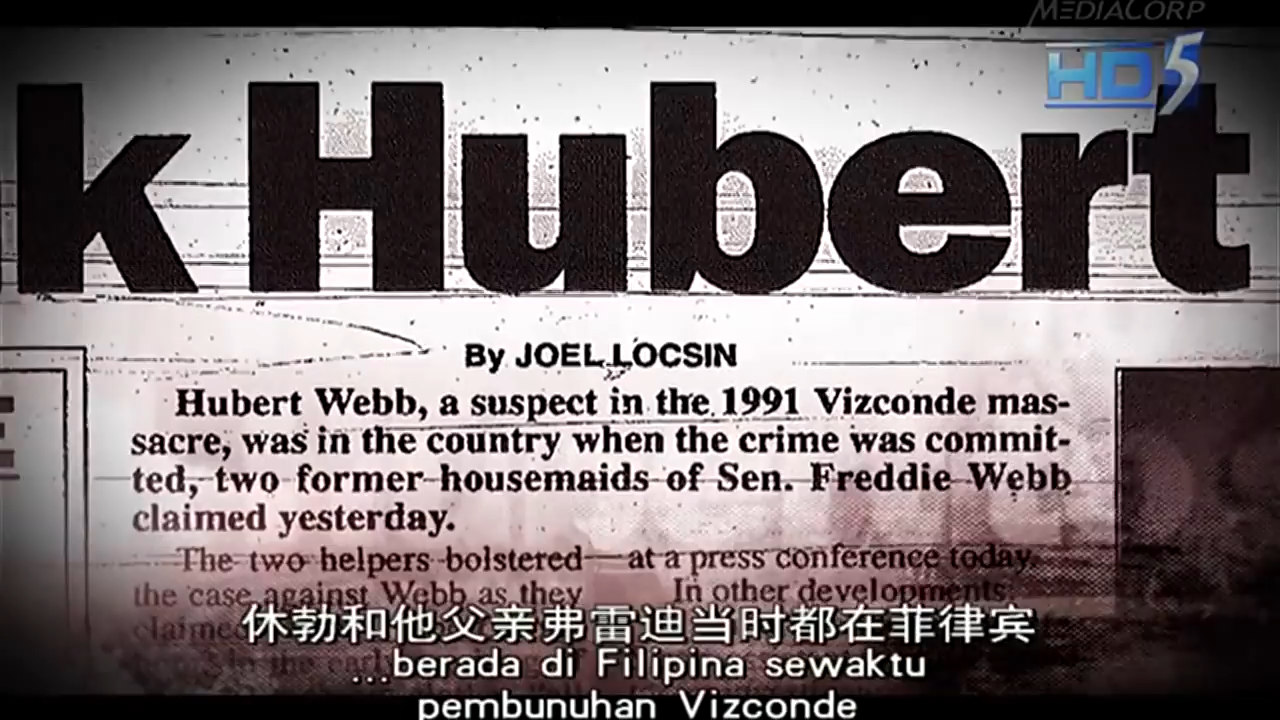 MEDIACORP
HD5
k Hubert
By JOEL LOCSIN
Hubert Webb, a suspect in the 1991 Vizconde mas-
sacre, was in the country when the crime was commit-
ted, two former housemaids of Sen. Freddie Webb
claimed yesterday.
The two helpers bolstered
the case against Webb as they
claimed
at a press conference today.
In other developments:
休勃和他父亲弗雷迪当时都在菲律宾
...berada di Filipina sewaktu
pembunuhan Vizconde